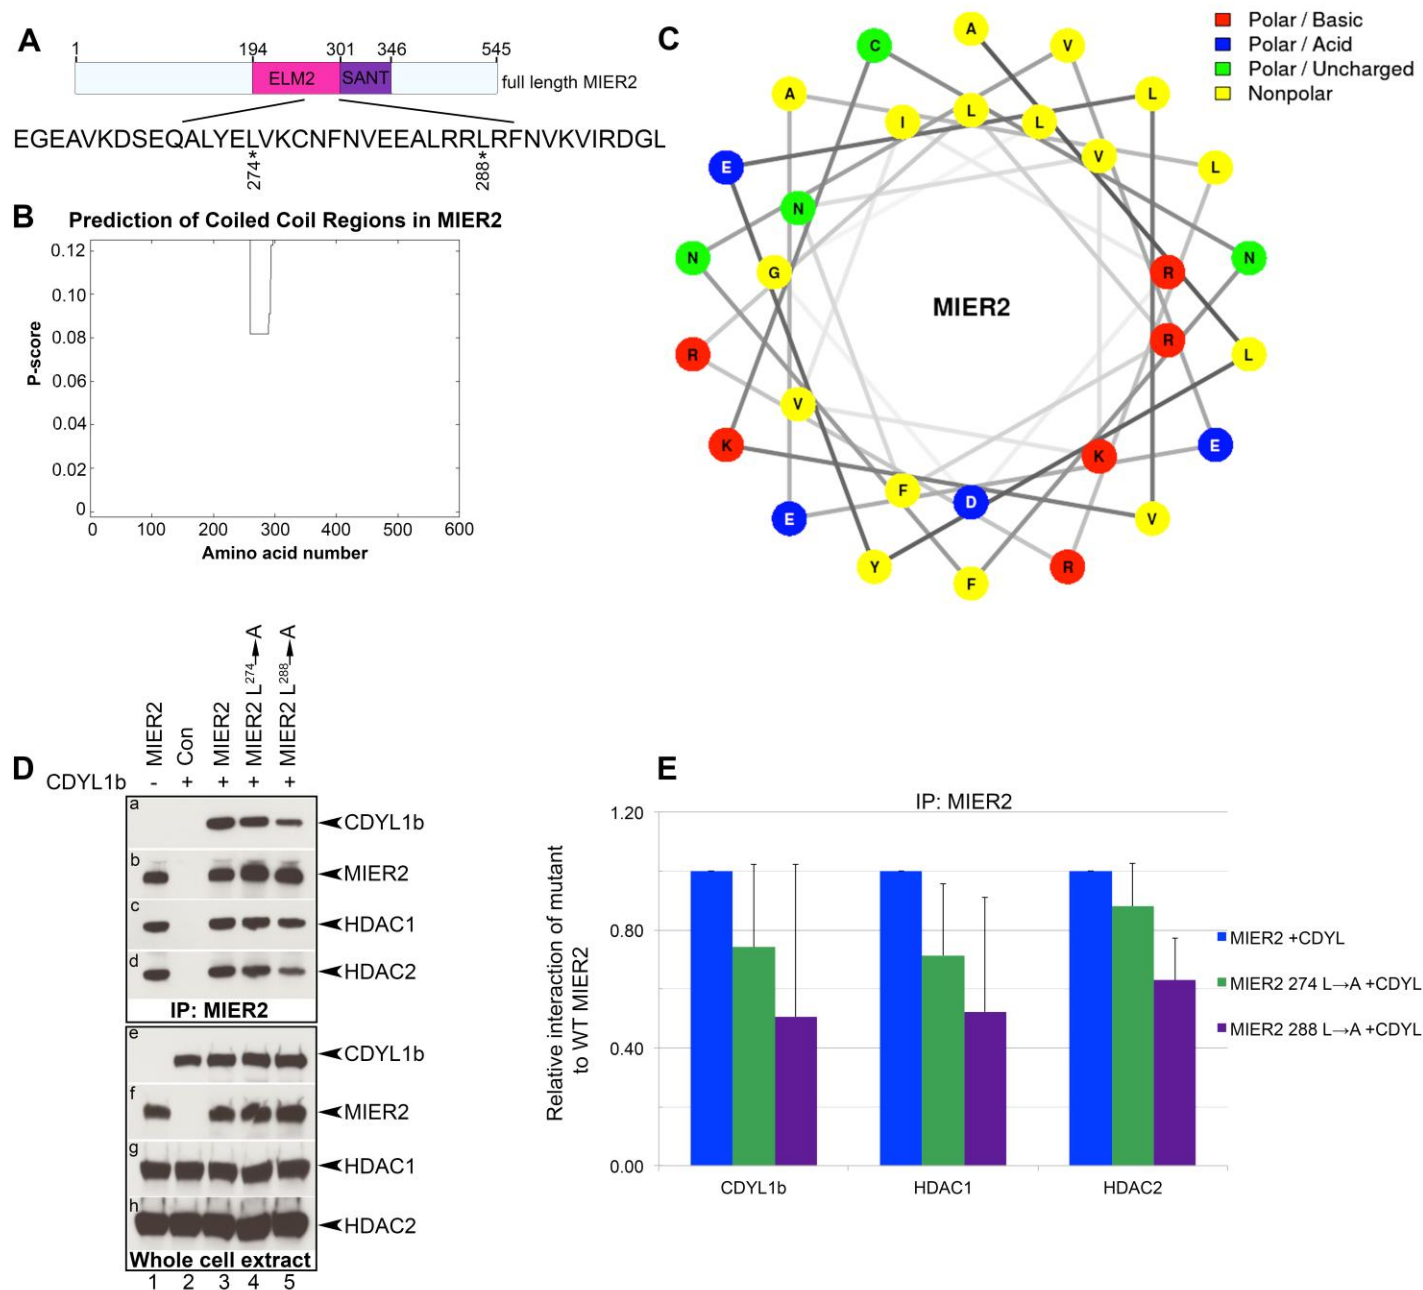 A
1 194 301 346 545
ELM2 SANT full length MIER2
EGEAVKDSEQALYELVKCNFNVEEALRRLRFNVKVIRDGL
274*
288*
B
Prediction of Coiled Coil Regions in MIER2
P-score
0.12
0.10
0.08
0.06
0.04
0.02
0
0 100 200 300 400 500 600
Amino acid number
C
Polar / Basic
Polar / Acid
Polar / Uncharged
Nonpolar
A
C V
A L
I L L
V
E L
N
N N
G R
R R L
V
K K E
F D
E V
Y R
F
MIER2
D
MIER2
Con
MIER2
MIER2 L274→A
MIER2 L288→A
CDYL1b - + + + +
a CDYL1b
b MIER2
c HDAC1
d HDAC2
IP: MIER2
e CDYL1b
f MIER2
g HDAC1
h HDAC2
Whole cell extract
1 2 3 4 5
E
IP: MIER2
Relative interaction of mutant
to WT MIER2
1.20
0.80
0.40
0.00
CDYL1b HDAC1 HDAC2
MIER2 +CDYL
MIER2 274 L→A +CDYL
MIER2 288 L→A +CDYL